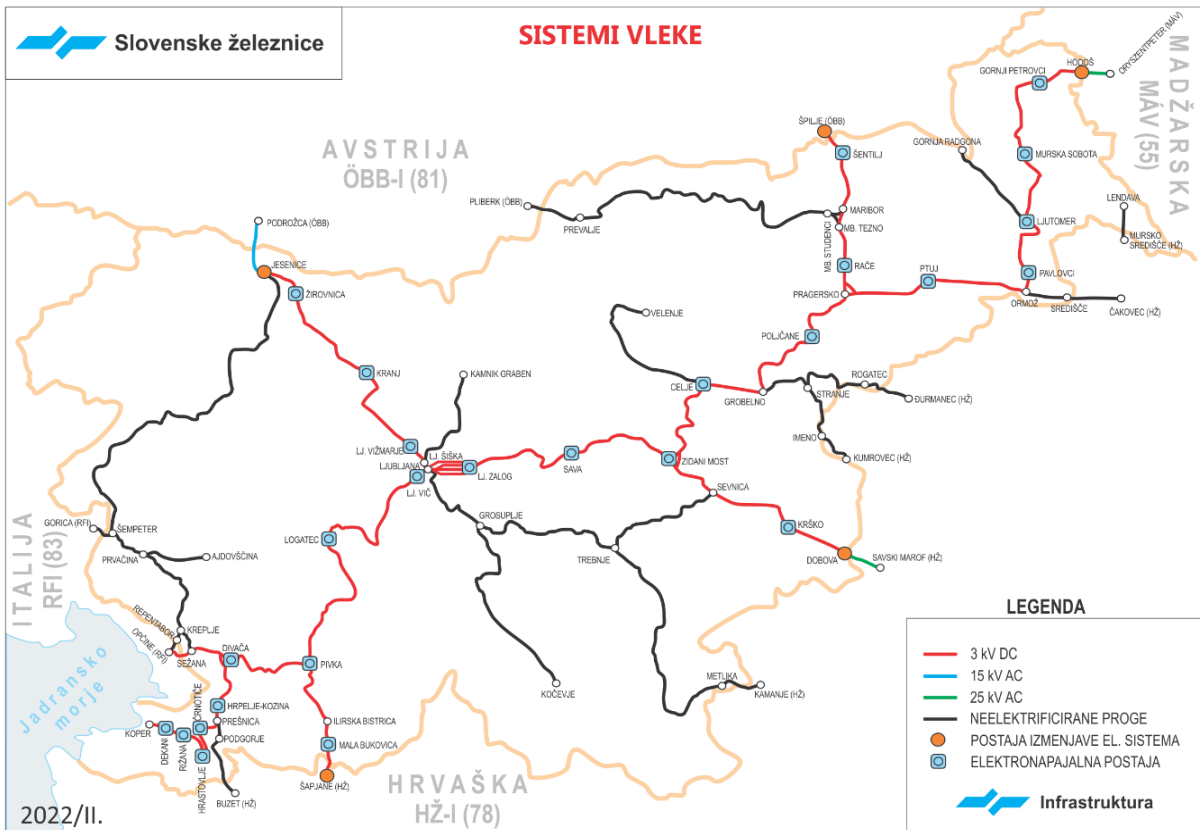 Slovenske železnice
SISTEMI VLEKE
AVSTRIJA
ÖBB-I (81)
MADŽARSKA
MÁV (55)
ITALIJA
RFI (83)
HRVAŠKA
HŽ-I (78)
Jadransko
morje
ORYSZENTPETER (MÁV)
HODOŠ
GORNJI PETROVCI
MURSKA SOBOTA
GORNJA RADGONA
LJUTOMER
LENDAVA
MURSKO
SREDIŠČE (HŽ)
PAVLOVCI
ORMOŽ
SREDIŠČE
ČAKOVEC (HŽ)
PTUJ
ŠPILJE (ÖBB)
ŠENTILJ
MARIBOR
MB. TEZNO
MB. STUDENCI
RAČE
PRAGERSKO
PLIBERK (ÖBB)
PREVALJE
POLJČANE
VELENJE
CELJE
GROBELNO
STRANJE
ROGATEC
ĐURMANEC (HŽ)
IMENO
KUMROVEC (HŽ)
PODROŽCA (ÖBB)
JESENICE
ŽIROVNICA
KRANJ
KAMNIK GRABEN
LJ. VIŽMARJE
LJ. ŠIŠKA
LJUBLJANA
LJ. ZALOG
LJ. VIČ
SAVA
ZIDANI MOST
SEVNICA
KRŠKO
DOBOVA
SAVSKI MAROF (HŽ)
GROSUPLJE
TREBNJE
KOČEVJE
METLIKA
KAMANJE (HŽ)
LOGATEC
GORICA (RFI)
ŠEMPETER
PRVAČINA
AJDOVŠČINA
REPENTABOR
KREPLJE
OPČINE (RFI)
SEŽANA
DIVAČA
PIVKA
HRPELJE-KOZINA
ČRNOTIČE
PREŠNICA
PODGORJE
KOPER
DEKANI
RIŽANA
HRASTOVLJE
BUZET (HŽ)
ILIRSKA BISTRICA
MALA BUKOVICA
ŠAPJANE (HŽ)
LEGENDA
3 kV DC
15 kV AC
25 kV AC
NEELEKTRIFICIRANE PROGE
POSTAJA IZMENJAVE EL. SISTEMA
ELEKTRONAPAJALNA POSTAJA
Infrastruktura
2022/II.